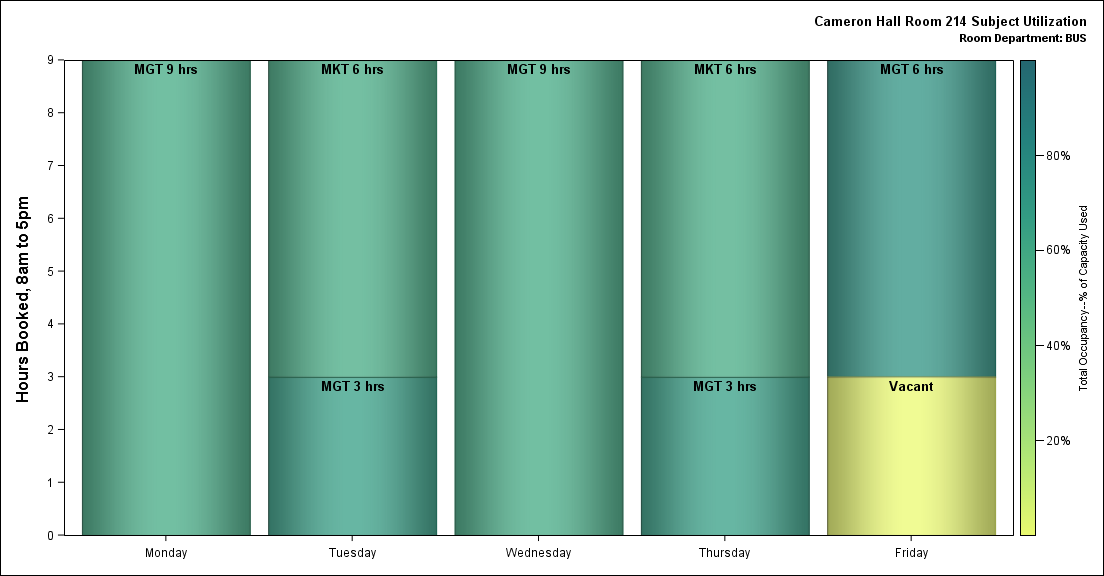 Cameron Hall Room 214 Subject Utilization
Room Department: BUS
Hours Booked, 8am to 5pm
9
8
7
6
5
4
3
2
1
0
MGT 9 hrs
MKT 6 hrs
MGT 9 hrs
MKT 6 hrs
MGT 6 hrs
MGT 3 hrs
MGT 3 hrs
Vacant
Monday
Tuesday
Wednesday
Thursday
Friday
80%
60%
40%
20%
Total Occupancy--% of Capacity Used